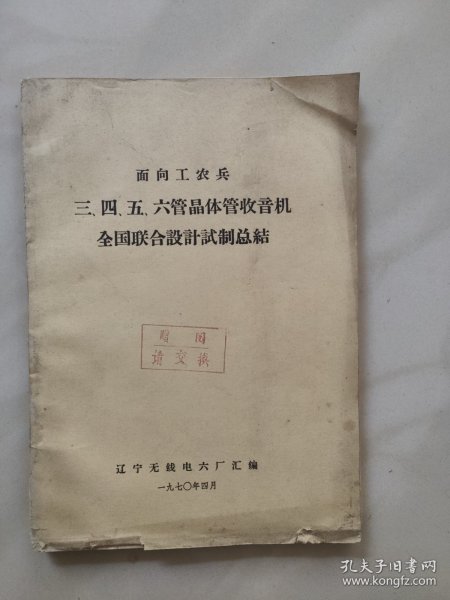 面向工农兵
三、四、五、六管晶体管收音机
全国联合設計試制总結
赠阅
请交换
辽宁无线电六厂汇编
一九七〇年四月
孔夫子旧书网
www.kongfz.com